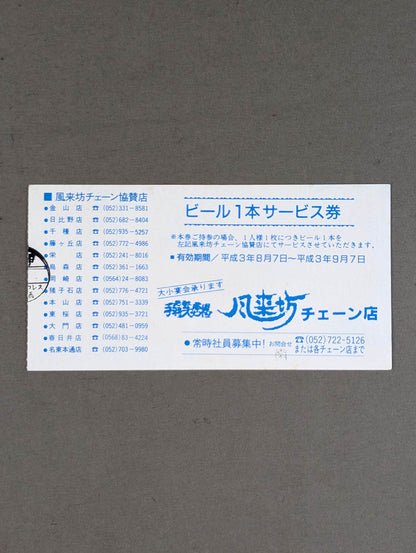 ■ 風来坊チェーン協賛店
●金山店 ☎(052)331-8581
●日比野店 ☎(052)682-8404
●千種店 ☎(052)935-5257
●藤ヶ丘店 ☎(052)772-4986
●栄店 ☎(052)241-8016
●烏森店 ☎(052)361-1663
岡崎店 ☎(0564)24-8083
●猪子石店 ☎(052)776-4721
●本山店 ☎(052)751-3339
●東桜店 ☎(052)935-3721
●大門店 ☎(052)481-0959
●春日井店 ☎(0568)83-4224
●名東本通店 ☎(052)703-9980
ビール1本サービス券
※本券ご持参の場合、1人様1枚につきビール1本を
左記風来坊チェーン協賛店にてサービスさせていただきます。
■有効期間/平成3年8月7日~平成3年9月7日
大小宴会承ります
風来坊チェーン店
●常時社員募集中! お問合せ ☎(052)722-5126
または各チェーン店まで